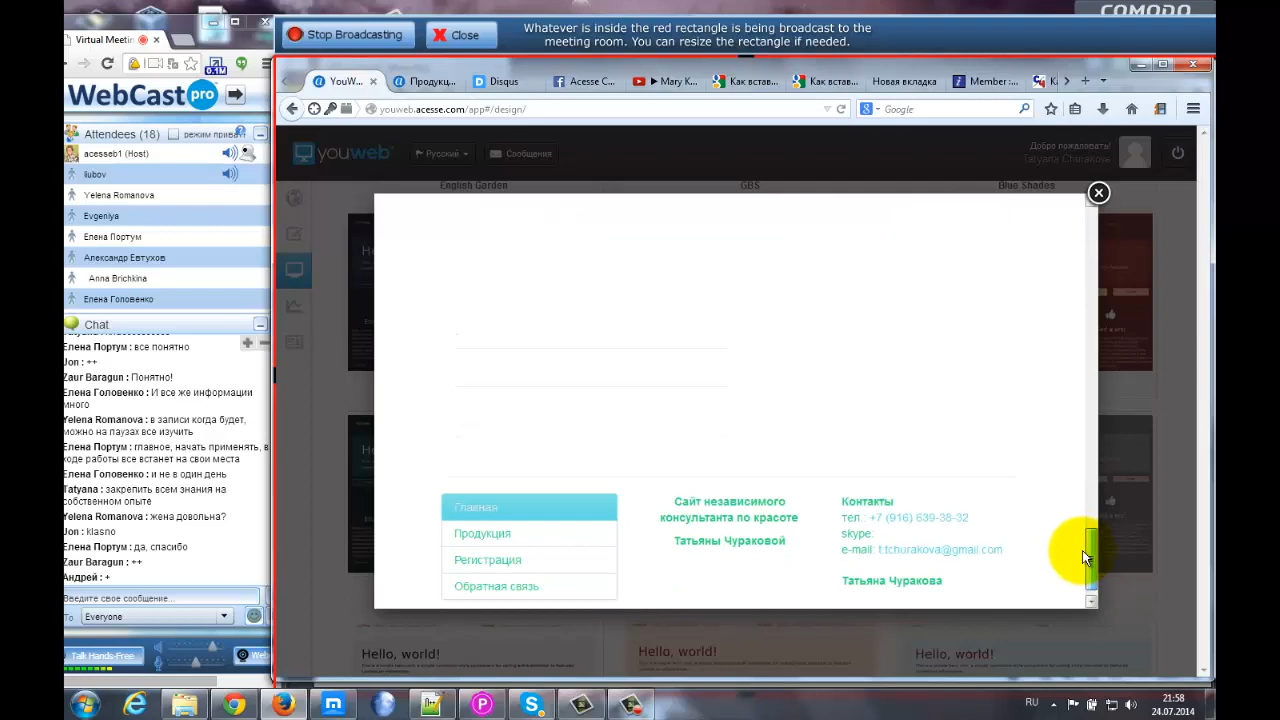 COMODO
Virtual Meetin
Stop Broadcasting
Close
Whatever is inside the red rectangle is being broadcast to the
meeting room. You can resize the rectangle if needed.
0.1M
WebCast pro
YouW...
Продукц...
Disqus
Acesse C...
Mary K...
Как встав...
Как встав...
Новая вкладка
Member :...
youweb.acesse.com/app#/design/
Google
Attendees (18)
режим прива
acesseb1 (Host)
liubov
Yelena Romanova
Evgeniya
Елена Портум
Александр Евтухов
Anna Brichkina
Елена Головенко
Chat
Елена Портум : все понятно
Jon : ++
Zaur Baragun : Понятно!
Елена Головенко : И все же информации
много
Yelena Romanova : в записи когда будет,
можно на паузах все изучить
Елена Портум : главное, начать применять, в
ходе работы все встанет на свои места
Елена Головенко : и не в один день
Tatyana : закрепить всем знания на
собственном опыте
Yelena Romanova : жена довольна?
Jon : klasno
Елена Портум : да, спасибо
Zaur Baragun : ++
Андрей : +
Введите свое сообщение...
To
Everyone
Talk Hands-Free
Web
youweb
Русский
Сообщения
Добро пожаловать!
Tatyana Churakova
English Garden
GBS
Blue Shades
Главная
Продукция
Регистрация
Обратная связь
Сайт независимого
консультанта по красоте
Татьяны Чураковой
Контакты
тел.: +7 (916) 639-38-32
skype:
e-mail: t.tchurakova@gmail.com
Татьяна Чуракова
Hello, world!
Hello, world!
Hello, world!
RU
21:58
24.07.2014